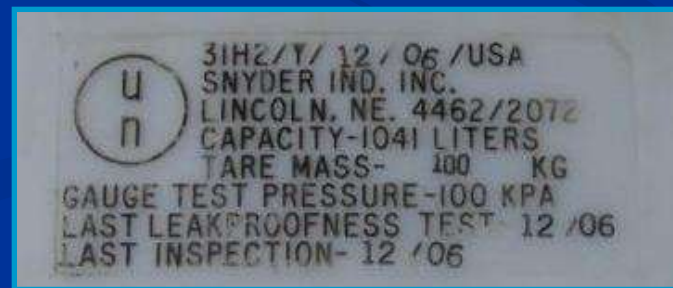 u
n
31H2/Y/ 12 / 06 /USA
SNYDER IND. INC.
LINCOLN, NE. 4462/2072
CAPACITY-1041 LITERS
TARE MASS- 100 KG
GAUGE TEST PRESSURE-100 KPA
LAST LEAKPROOFNESS TEST- 12 /06
LAST INSPECTION- 12 /06